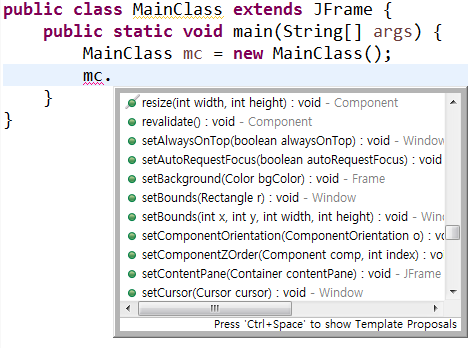 public class MainClass extends JFrame {
public static void main(String[] args) {
MainClass mc = new MainClass();
mc.
}
}
resize(int width, int height) : void - Component
revalidate() : void - Component
setAlwaysOnTop(boolean alwaysOnTop) : void - Window
setAutoRequestFocus(boolean autoRequestFocus) : void
setBackground(Color bgColor) : void - Frame
setBounds(Rectangle r) : void - Window
setBounds(int x, int y, int width, int height) : void - Win
setComponentOrientation(ComponentOrientation o) : void
setComponentZOrder(Component comp, int index) : void
setContentPane(Container contentPane) : void - JFrame
setCursor(Cursor cursor) : void - Window
Press 'Ctrl+Space' to show Template Proposals